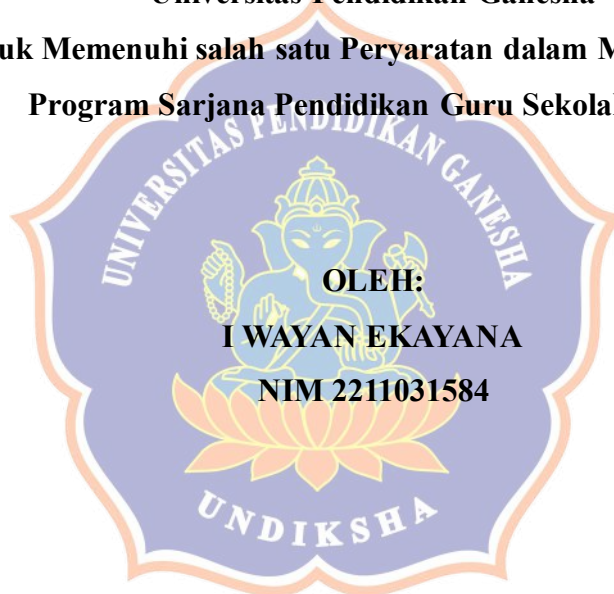 Universitas Pendidikan Ganesha
uk Memenuhi salah satu Peryaratan dalam M
Program Sarjana Pendidikan Guru Sekola
UNIVERSITAS PENDIDIKAN GANESHA
OLEH:
I WAYAN EKAYANA
NIM 2211031584
UNDIKSHA